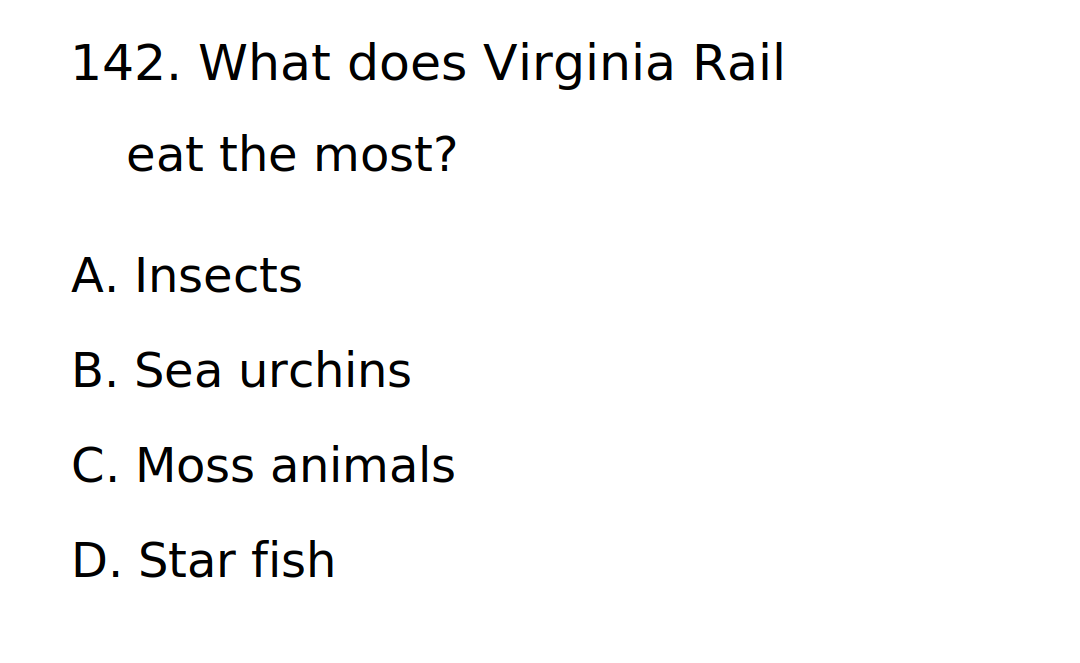 142. What does Virginia Rail
eat the most?
A. Insects
B. Sea urchins
C. Moss animals
D. Star fish